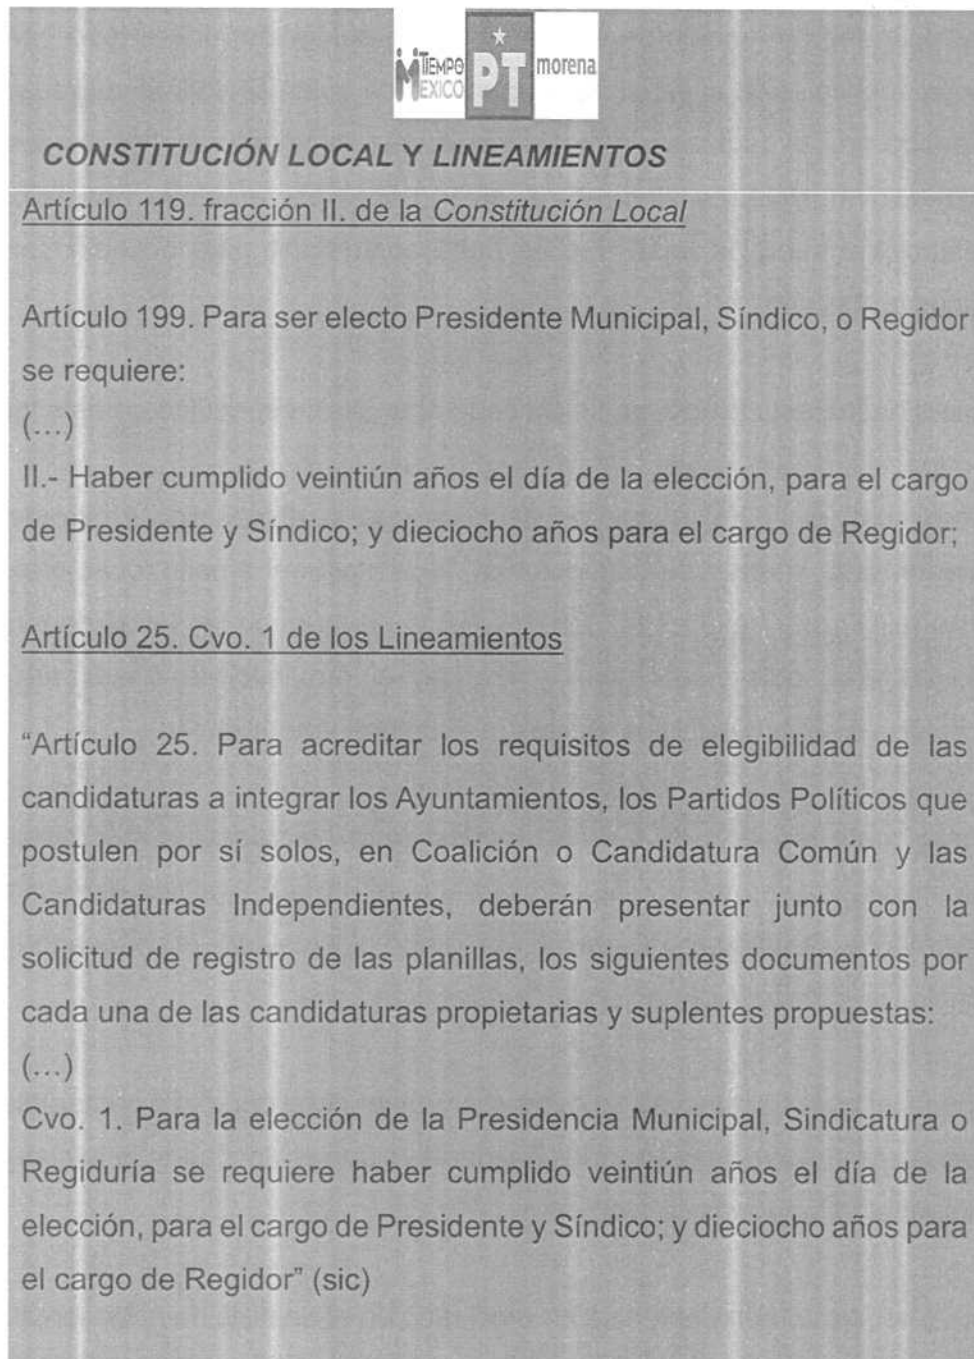 TIEMPO
MEXICO
PT
morena
CONSTITUCIÓN LOCAL Y LINEAMIENTOS
Artículo 119. fracción II. de la Constitución Local
Artículo 199. Para ser electo Presidente Municipal, Síndico, o Regidor
se requiere:
(...)
II.- Haber cumplido veintiún años el día de la elección, para el cargo
de Presidente y Síndico; y dieciocho años para el cargo de Regidor;
Artículo 25. Cvo. 1 de los Lineamientos
“Artículo 25. Para acreditar los requisitos de elegibilidad de las
candidaturas a integrar los Ayuntamientos, los Partidos Políticos que
postulen por sí solos, en Coalición o Candidatura Común y las
Candidaturas Independientes, deberán presentar junto con la
solicitud de registro de las planillas, los siguientes documentos por
cada una de las candidaturas propietarias y suplentes propuestas:
(...)
Cvo. 1. Para la elección de la Presidencia Municipal, Sindicatura o
Regiduría se requiere haber cumplido veintiún años el día de la
elección, para el cargo de Presidente y Síndico; y dieciocho años para
el cargo de Regidor” (sic)